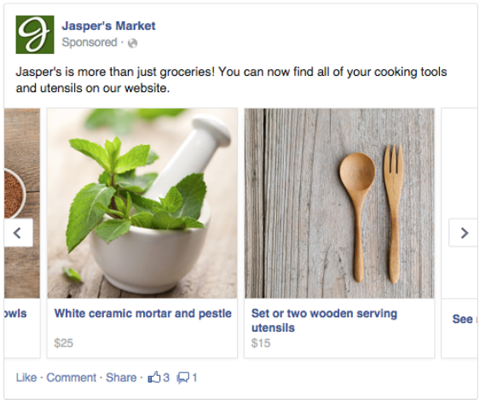 Jasper's Market
Sponsored ·
Jasper's is more than just groceries! You can now find all of your cooking tools
and utensils on our website.
owls
White ceramic mortar and pestle
$25
Set or two wooden serving
utensils
$15
See
Like · Comment · Share · 3 1